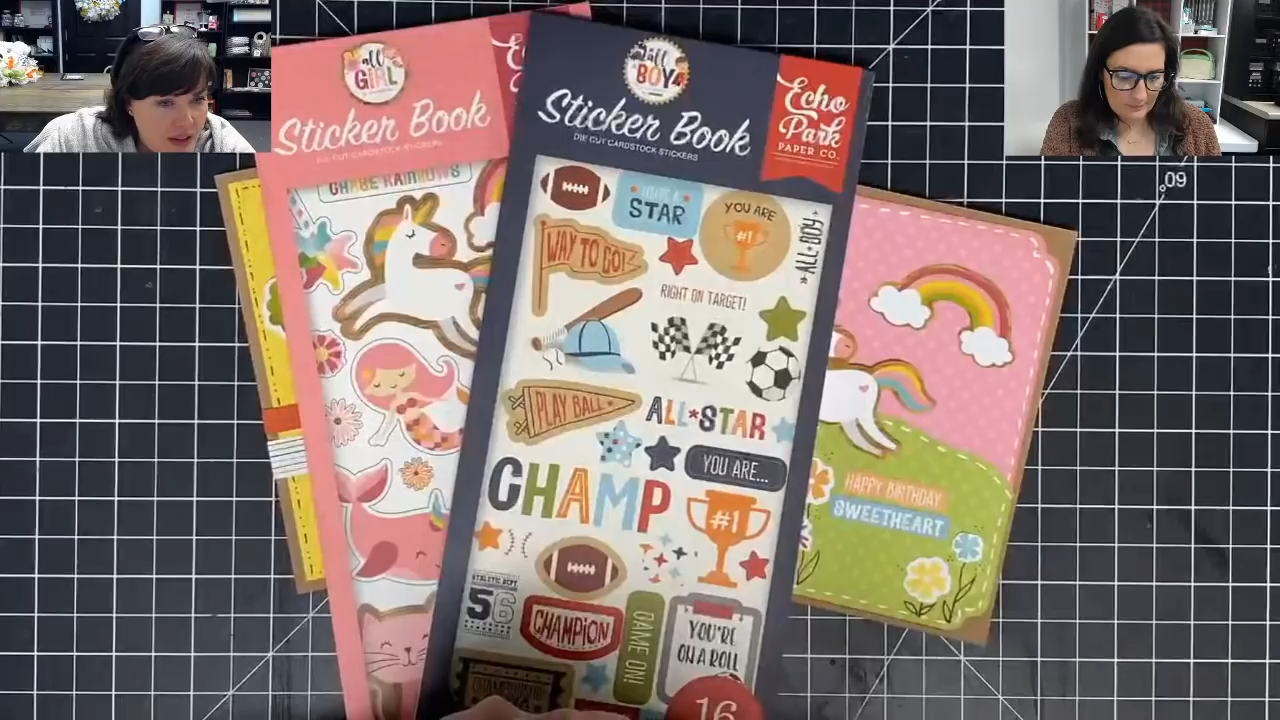 all
GIRL
Sticker Book
DIE CUT CARDSTOCK STICKERS
CHASE RAINBOWS
all
BOY
Sticker Book
DIE CUT CARDSTOCK STICKERS
Echo
Park
PAPER CO.
STAR
YOU ARE
#1
ALL BOY
WAY TO GO!
RIGHT ON TARGET!
PLAY BALL
ALL★STAR
YOU ARE...
CHAMP
#1
ATHLETIC DEPT
56
CHAMPION
GAME ON!
YOU'RE
ON A ROLL
16
HAPPY BIRTHDAY
SWEETHEART
09